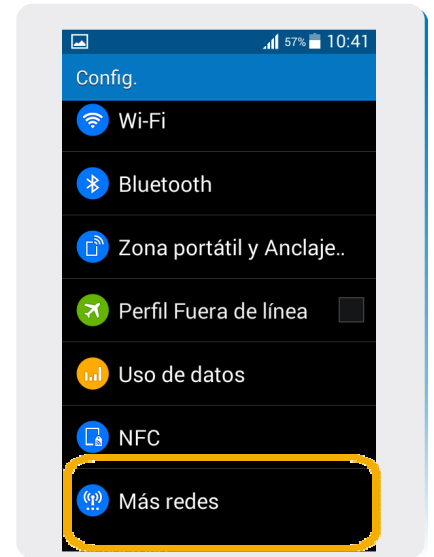 57% 10:41
Config.
Wi-Fi
Bluetooth
Zona portátil y Anclaje..
Perfil Fuera de línea
Uso de datos
NFC
Más redes